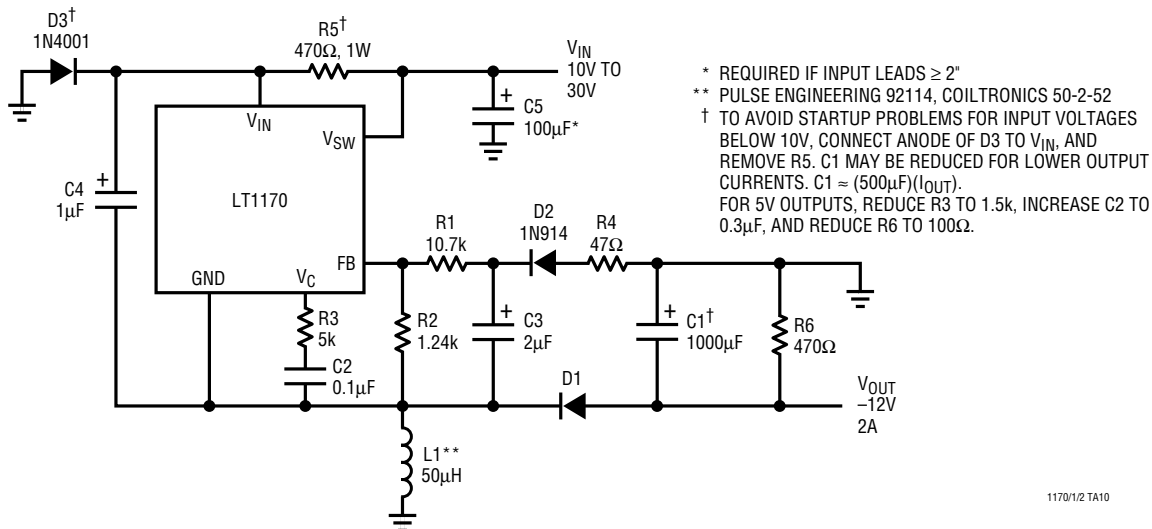 D3†
1N4001
R5†
470Ω, 1W
VIN
10V TO
30V
+
C5
100µF*
VIN
VSW
C4
+
1µF
LT1170
GND
VC
FB
R1
10.7k
D2
1N914
R4
47Ω
R3
5k
C2
0.1µF
R2
1.24k
+
C3
2µF
+
C1†
1000µF
R6
470Ω
D1
VOUT
–12V
2A
L1**
50µH
* REQUIRED IF INPUT LEADS ≥ 2"
** PULSE ENGINEERING 92114, COILTRONICS 50-2-52
† TO AVOID STARTUP PROBLEMS FOR INPUT VOLTAGES
BELOW 10V, CONNECT ANODE OF D3 TO VIN, AND
REMOVE R5. C1 MAY BE REDUCED FOR LOWER OUTPUT
CURRENTS. C1 ≈ (500µF)(IOUT).
FOR 5V OUTPUTS, REDUCE R3 TO 1.5k, INCREASE C2 TO
0.3µF, AND REDUCE R6 TO 100Ω.
1170/1/2 TA10